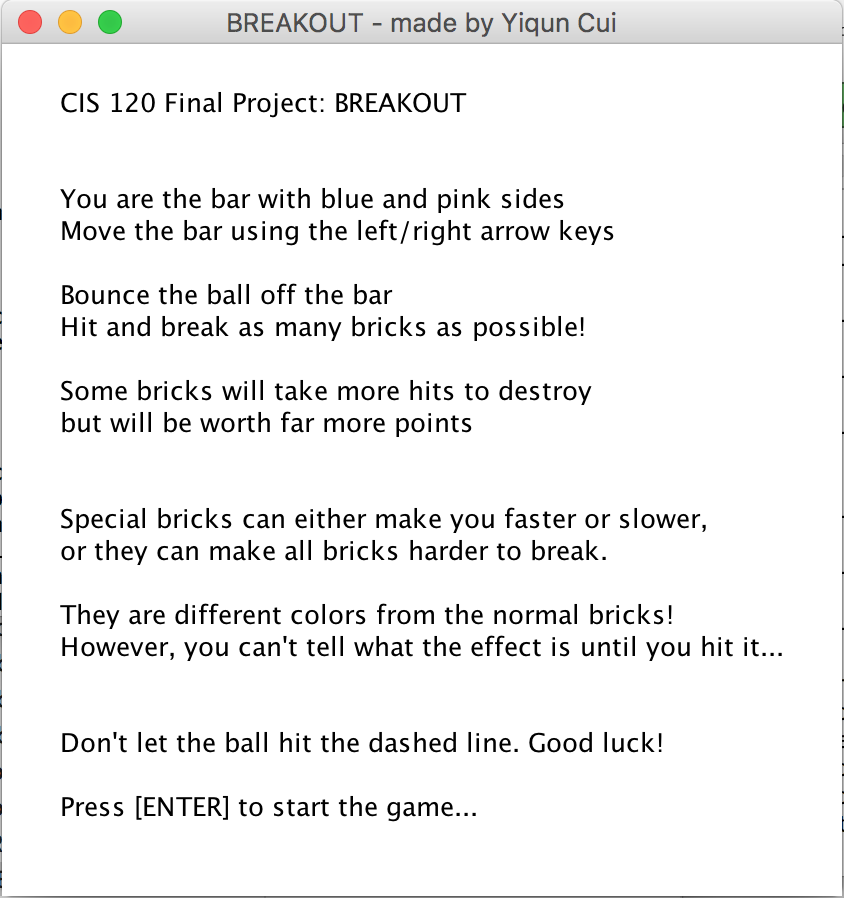 BREAKOUT - made by Yiqun Cui
CIS 120 Final Project: BREAKOUT
You are the bar with blue and pink sides
Move the bar using the left/right arrow keys
Bounce the ball off the bar
Hit and break as many bricks as possible!
Some bricks will take more hits to destroy
but will be worth far more points
Special bricks can either make you faster or slower,
or they can make all bricks harder to break.
They are different colors from the normal bricks!
However, you can't tell what the effect is until you hit it...
Don't let the ball hit the dashed line. Good luck!
Press [ENTER] to start the game...